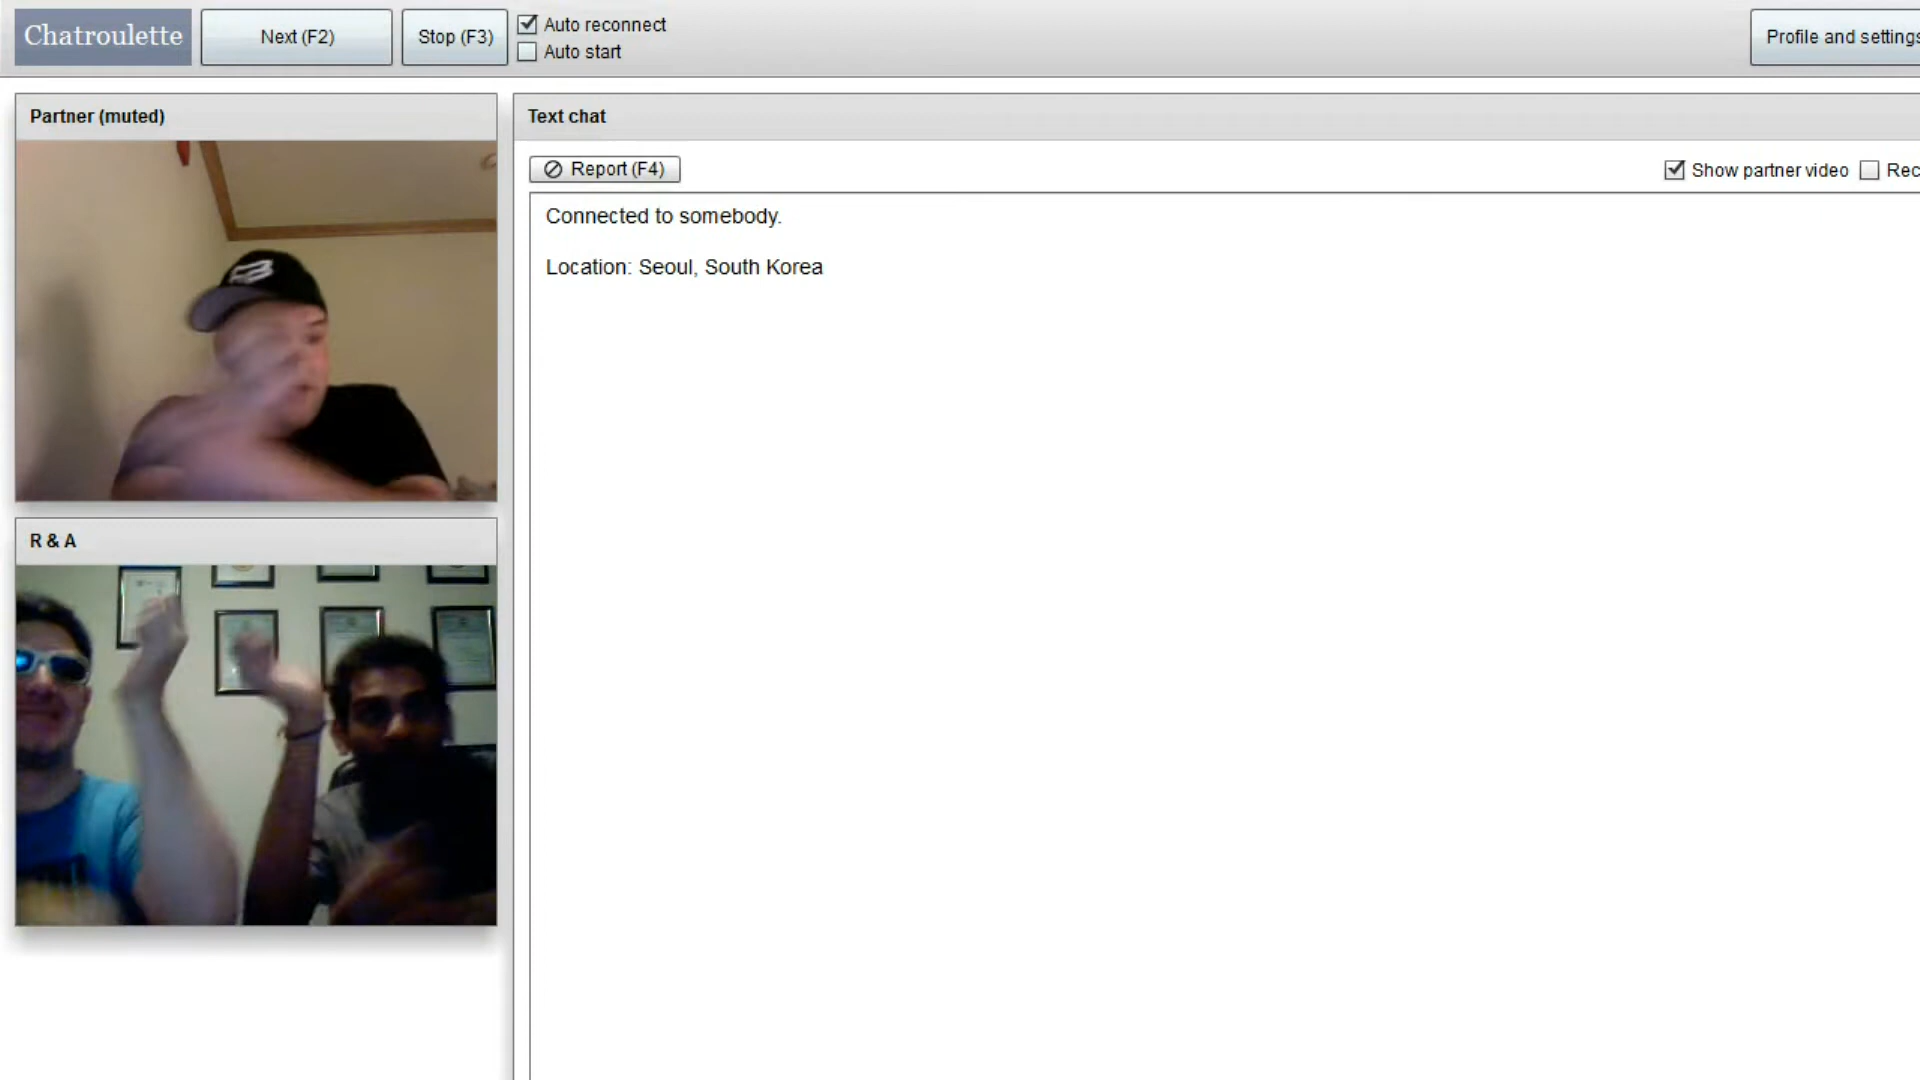 Chatroulette
Next (F2)
Stop (F3)
Auto reconnect
Auto start
Profile and settings
Partner (muted)
Text chat
Report (F4)
Show partner video
Rec
Connected to somebody.
Location: Seoul, South Korea
R & A